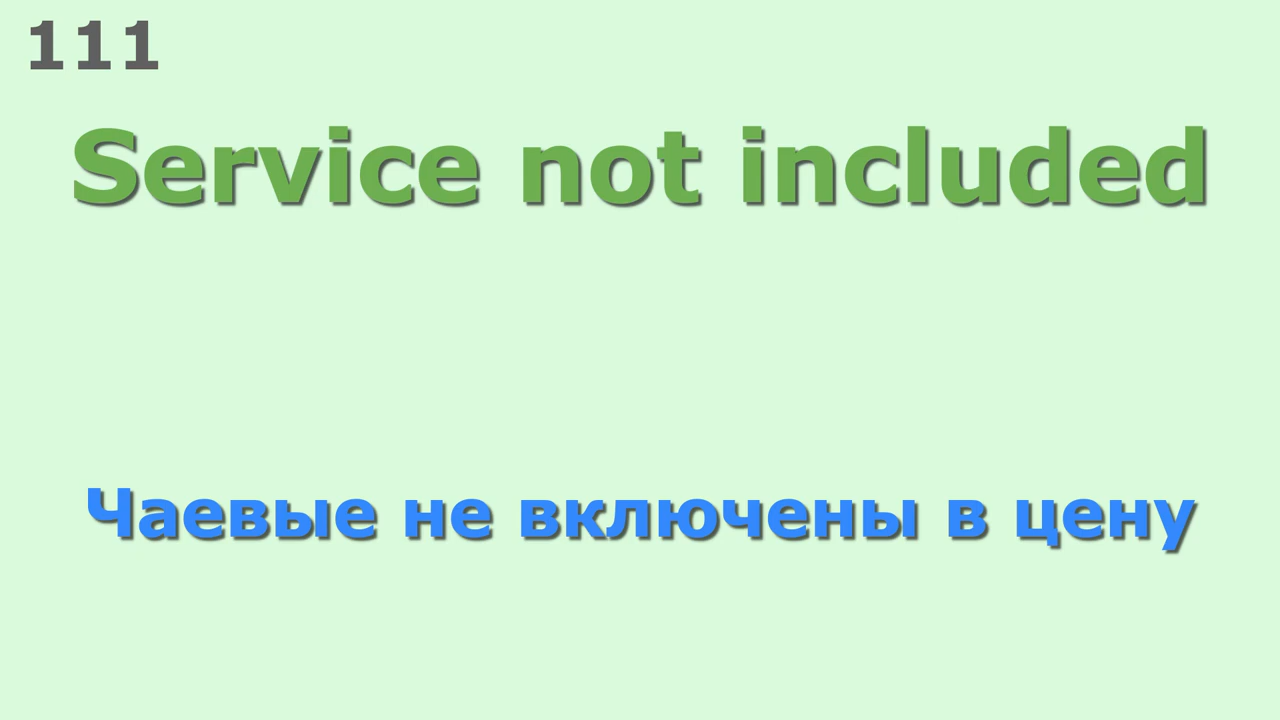 111
Service not included
Чаевые не включены в цену